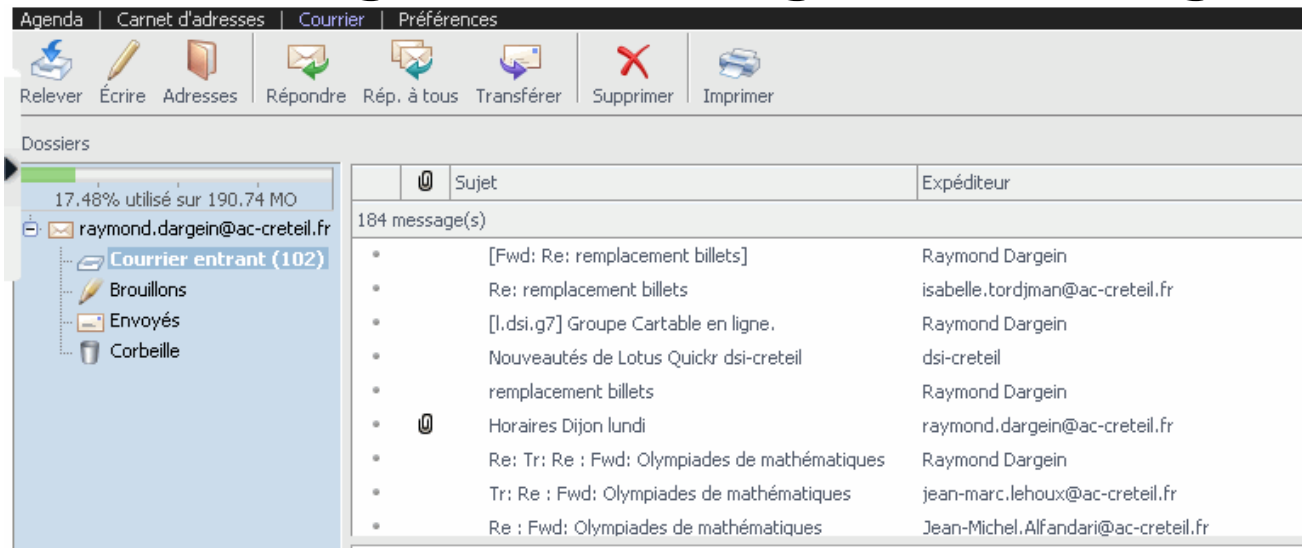 Agenda | Carnet d'adresses | Courrier | Préférences
Relever Écrire Adresses Répondre Rép. à tous Transférer Supprimer Imprimer
Dossiers
17.48% utilisé sur 190.74 MO
raymond.dargein@ac-creteil.fr
Courrier entrant (102)
Brouillons
Envoyés
Corbeille
Sujet Expéditeur
184 message(s)
[Fwd: Re: remplacement billets] Raymond Dargein
Re: remplacement billets isabelle.tordjman@ac-creteil.fr
[l.dsi.g7] Groupe Cartable en ligne. Raymond Dargein
Nouveautés de Lotus Quickr dsi-creteil dsi-creteil
remplacement billets Raymond Dargein
Horaires Dijon lundi raymond.dargein@ac-creteil.fr
Re: Tr: Re : Fwd: Olympiades de mathématiques Raymond Dargein
Tr: Re : Fwd: Olympiades de mathématiques jean-marc.lehoux@ac-creteil.fr
Re : Fwd: Olympiades de mathématiques Jean-Michel.Alfandari@ac-creteil.fr